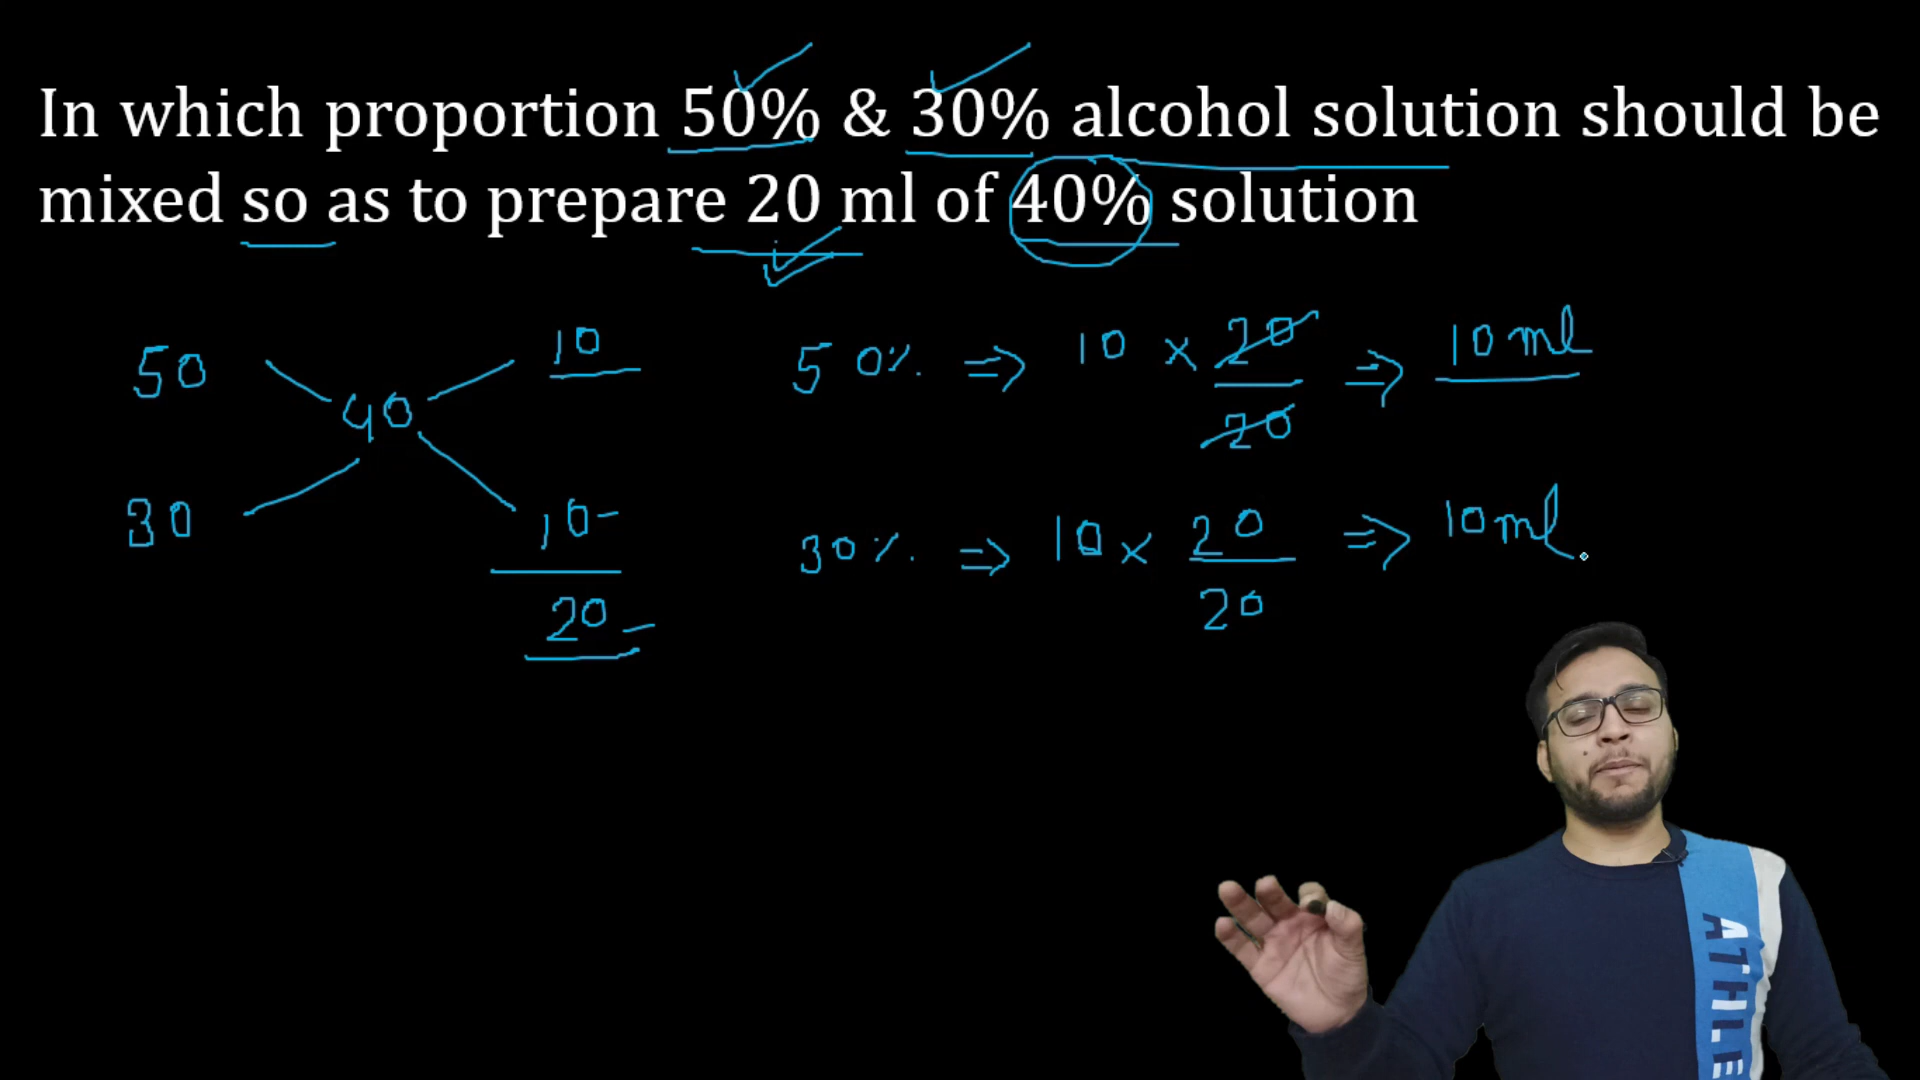 In which proportion 50% & 30% alcohol solution should be
mixed so as to prepare 20 ml of 40% solution
50 10 50% => 10 x 20 => 10 ml
40 20
30 10 30% => 10 x 20 => 10 ml
20 20
ATHLE